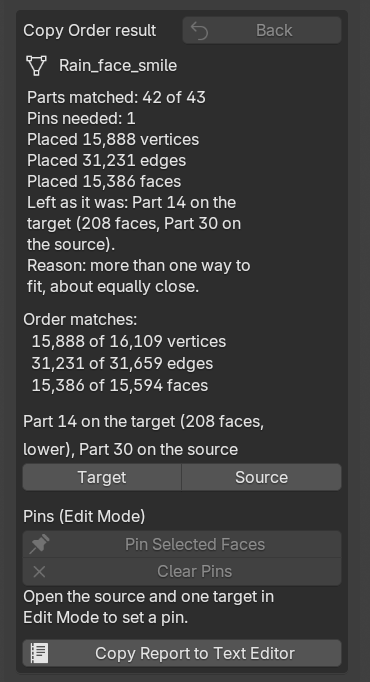 Copy Order result
Back
Rain_face_smile
Parts matched: 42 of 43
Pins needed: 1
Placed 15,888 vertices
Placed 31,231 edges
Placed 15,386 faces
Left as it was: Part 14 on the
target (208 faces, Part 30 on
the source).
Reason: more than one way to
fit, about equally close.
Order matches:
15,888 of 16,109 vertices
31,231 of 31,659 edges
15,386 of 15,594 faces
Part 14 on the target (208 faces,
lower), Part 30 on the source
Target
Source
Pins (Edit Mode)
Pin Selected Faces
Clear Pins
Open the source and one target in
Edit Mode to set a pin.
Copy Report to Text Editor